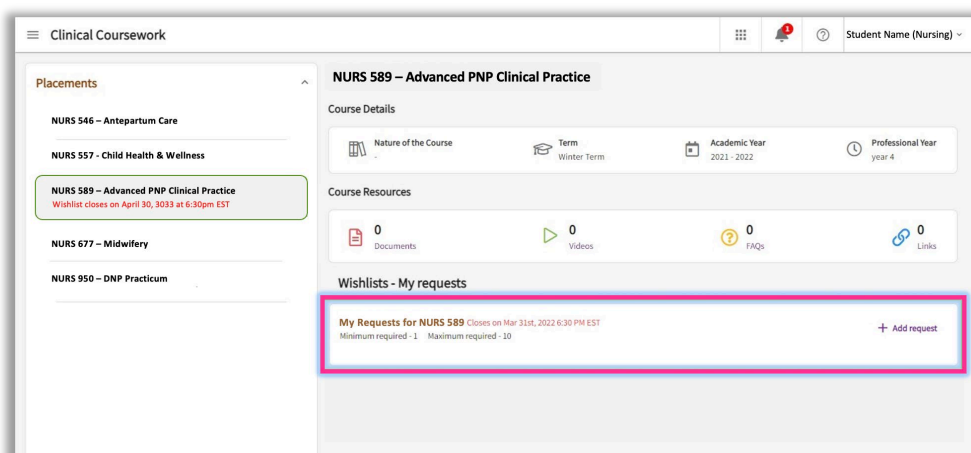 Clinical Coursework
1
Student Name (Nursing)
Placements
NURS 546 – Antepartum Care
NURS 557 - Child Health & Wellness
NURS 589 – Advanced PNP Clinical Practice
Wishlist closes on April 30, 3033 at 6:30pm EST
NURS 677 – Midwifery
NURS 950 – DNP Practicum
NURS 589 – Advanced PNP Clinical Practice
Course Details
Nature of the Course
-
Term
Winter Term
Academic Year
2021 - 2022
Professional Year
year 4
Course Resources
0
Documents
0
Videos
0
FAQs
0
Links
Wishlists - My requests
My Requests for NURS 589 Closes on Mar 31st, 2022 6:30 PM EST
Minimum required - 1 Maximum required - 10
+ Add request